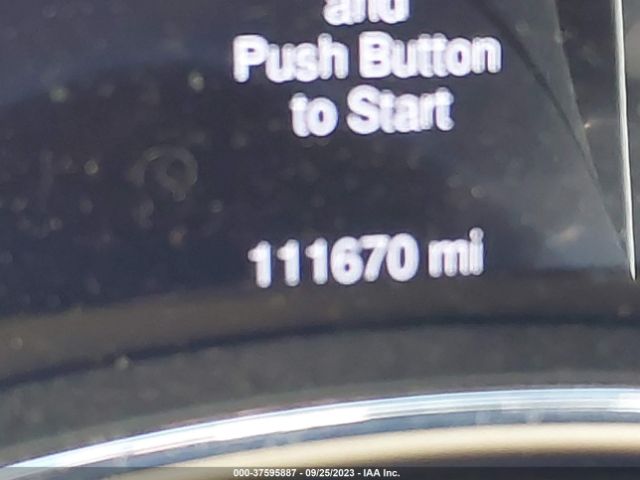 and
Push Button
to Start
111670 mi
000-37595887 - 09/25/2023 - IAA Inc.